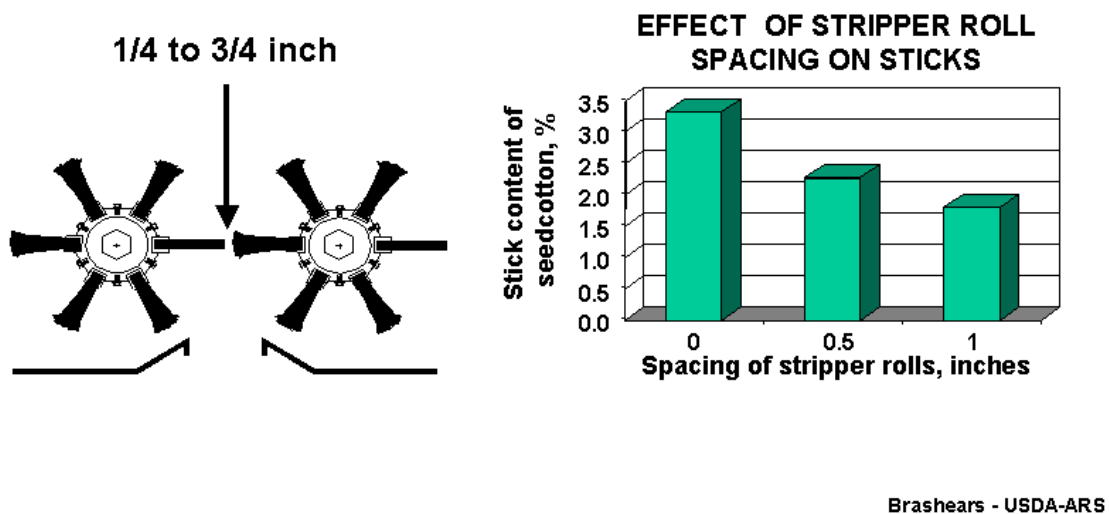 1/4 to 3/4 inch
EFFECT OF STRIPPER ROLL
SPACING ON STICKS
Stick content of
seedcotton, %
3.5
3.0
2.5
2.0
1.5
1.0
0.5
0.0
0 0.5 1
Spacing of stripper rolls, inches
Brashears - USDA-ARS